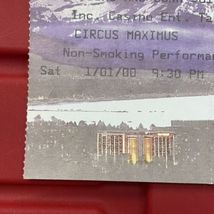 Inc. Casino Ent. Ta
CIRCUS MAXIMUS
Non-Smoking Performan
Sat 1/01/00 9:30 PM